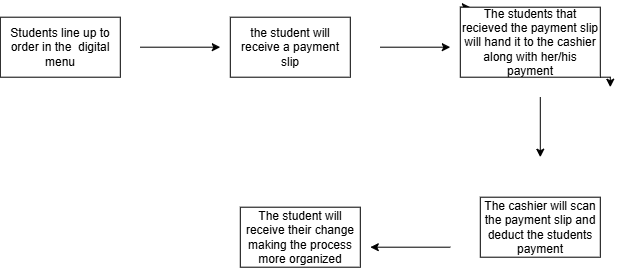 Students line up to
order in the  digital
menu
the student will
receive a payment
slip
The students that
recieved the payment slip
will hand it to the cashier
along with her/his
payment
The cashier will scan
the payment slip and
deduct the students
payment
The student will
receive their change
making the process
more organized